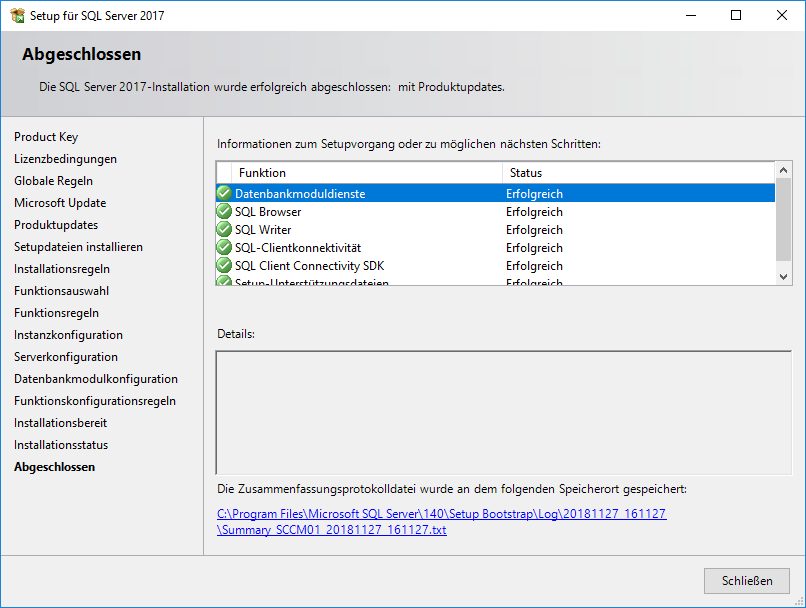 Setup für SQL Server 2017
Abgeschlossen
Die SQL Server 2017-Installation wurde erfolgreich abgeschlossen:  mit Produktupdates.
Product Key
Lizenzbedingungen
Globale Regeln
Microsoft Update
Produktupdates
Setupdateien installieren
Installationsregeln
Funktionsauswahl
Funktionsregeln
Instanzkonfiguration
Serverkonfiguration
Datenbankmodulkonfiguration
Funktionskonfigurationsregeln
Installationsbereit
Installationsstatus
Abgeschlossen
Informationen zum Setupvorgang oder zu möglichen nächsten Schritten:
Funktion Status
Datenbankmoduldienste Erfolgreich
SQL Browser Erfolgreich
SQL Writer Erfolgreich
SQL-Clientkonnektivität Erfolgreich
SQL Client Connectivity SDK Erfolgreich
Setup-Unterstützungsdateien Erfolgreich
Details:
Die Zusammenfassungsprotokolldatei wurde an dem folgenden Speicherort gespeichert:
C:\Program Files\Microsoft SQL Server\140\Setup Bootstrap\Log\20181127_161127
\Summary_SCCM01_20181127_161127.txt
Schließen